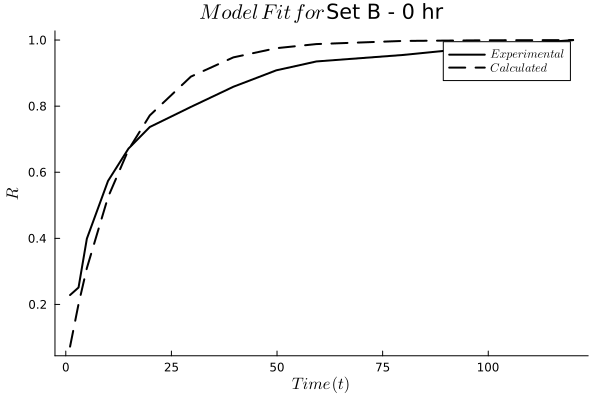 Model Fit for Set B - 0 hr
1.0
Experimental
Calculated
0.8
0.6
R
0.4
0.2
0 25 50 75 100
Time(t)